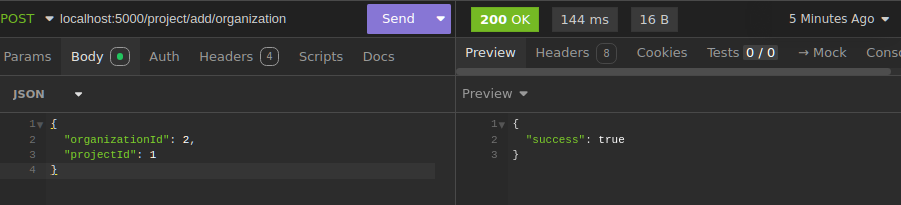 POST localhost:5000/project/add/organization Send 200 OK 144 ms 16 B 5 Minutes Ago
Params Body Auth Headers 4 Scripts Docs Preview Headers 8 Cookies Tests 0 / 0 → Mock Conso
JSON Preview
1 { 1 {
2 "organizationId": 2, 2 "success": true
3 "projectId": 1 3 }
4 }